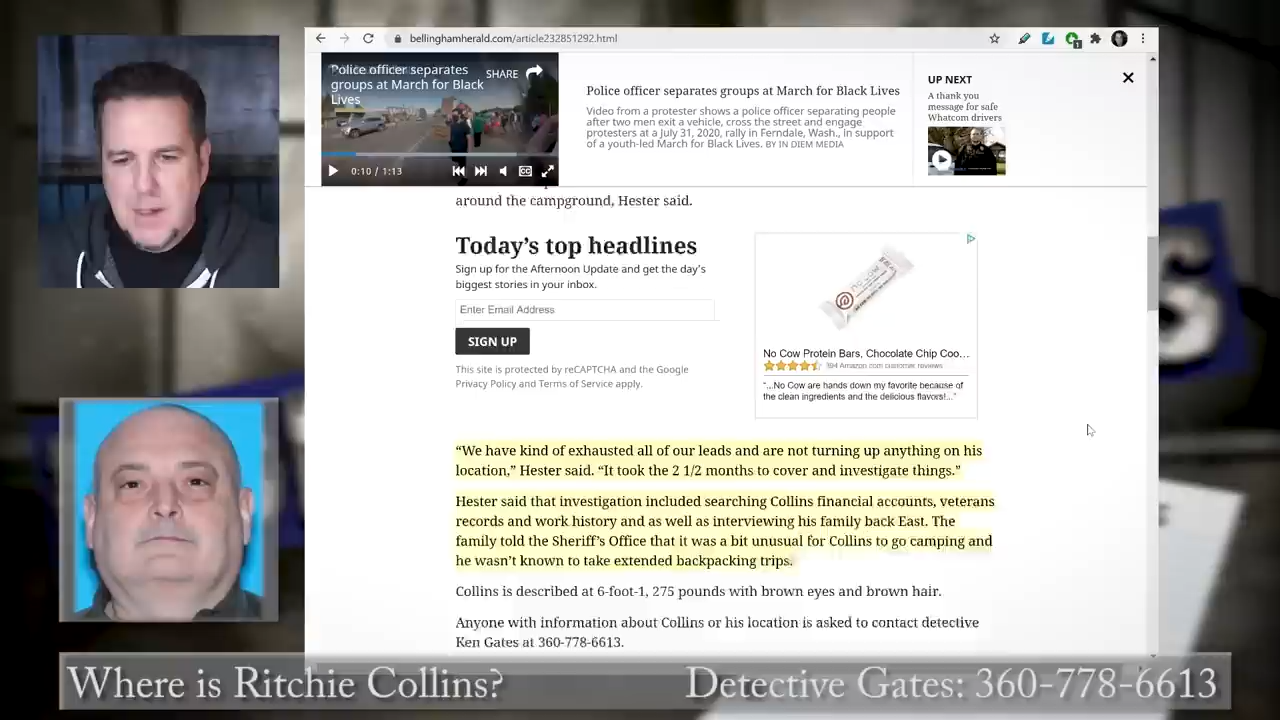 bellinghamherald.com/article232851292.html
Police officer separates
groups at March for Black
Lives
SHARE
0:10 / 1:13
Police officer separates groups at March for Black Lives
Video from a protester shows a police officer separating people
after two men exit a vehicle, cross the street and engage
protesters at a July 31, 2020, rally in Ferndale, Wash., in support
of a youth-led March for Black Lives. BY IN DIEM MEDIA
UP NEXT
A thank you
message for safe
Whatcom drivers
around the campground, Hester said.
Today’s top headlines
Sign up for the Afternoon Update and get the day's
biggest stories in your inbox.
Enter Email Address
SIGN UP
This site is protected by reCAPTCHA and the Google
Privacy Policy and Terms of Service apply.
No Cow Protein Bars, Chocolate Chip Coo...
394 Amazon.com customer reviews
“...No Cow are hands down my favorite because of
the clean ingredients and the delicious flavors!...”
“We have kind of exhausted all of our leads and are not turning up anything on his
location,” Hester said. “It took the 2 1/2 months to cover and investigate things.”
Hester said that investigation included searching Collins financial accounts, veterans
records and work history and as well as interviewing his family back East. The
family told the Sheriff’s Office that it was a bit unusual for Collins to go camping and
he wasn’t known to take extended backpacking trips.
Collins is described at 6-foot-1, 275 pounds with brown eyes and brown hair.
Anyone with information about Collins or his location is asked to contact detective
Ken Gates at 360-778-6613.
Where is Ritchie Collins?
Detective Gates: 360-778-6613